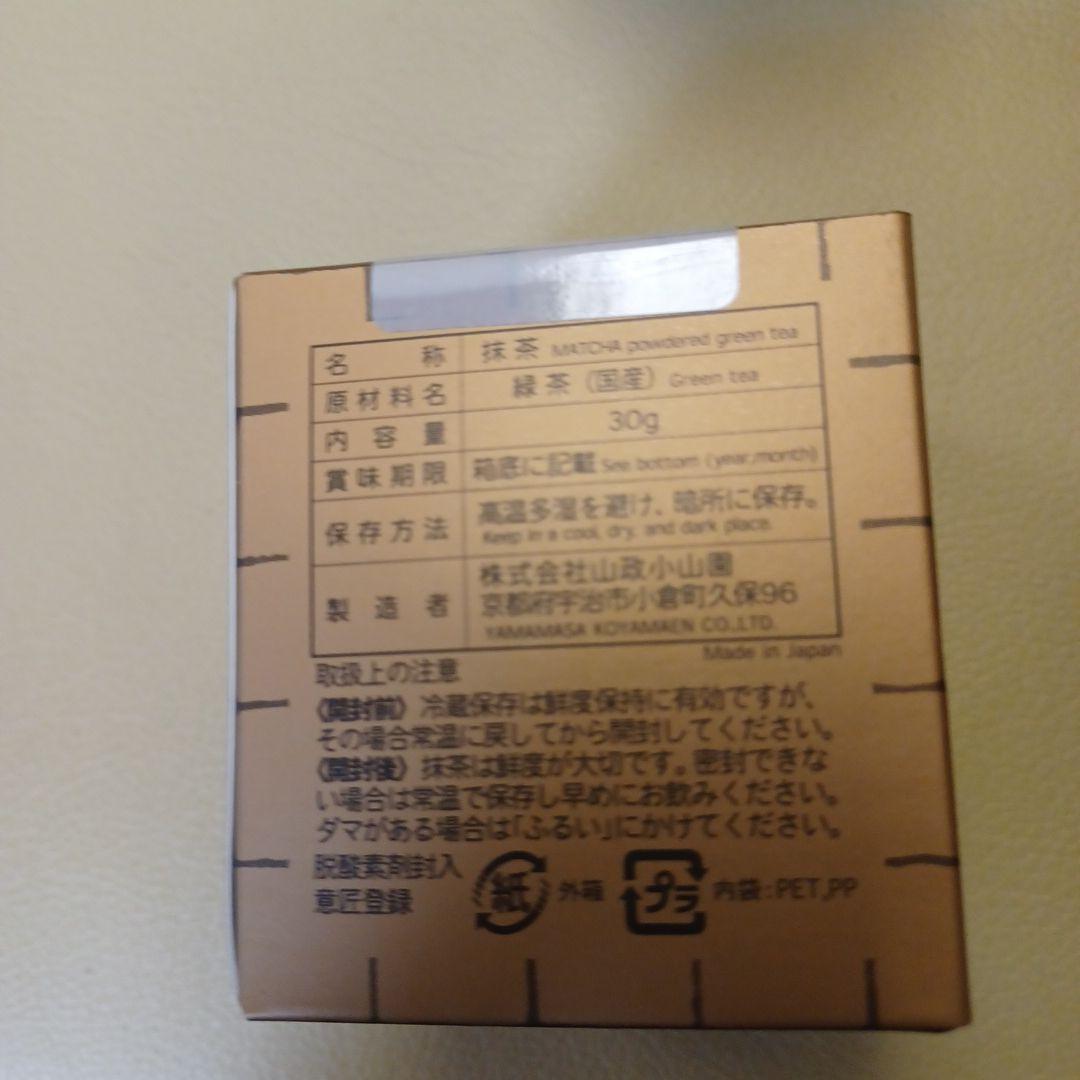 名称 抹茶 MATCHA powdered green tea
原材料名 緑茶（国産） Green tea
内容量 30g
賞味期限 箱底に記載 See bottom (year,month)
保存方法 高温多湿を避け、暗所に保存。
Keep in a cool, dry, and dark place.
製造者 株式会社山政小山園
京都府宇治市小倉町久保96
YAMAMASA KOYAMAEN CO.,LTD.
Made in Japan
取扱上の注意
〈開封前〉冷蔵保存は鮮度保持に有効ですが、
その場合常温に戻してから開封してください。
〈開封後〉抹茶は鮮度が大切です。密封できな
い場合は常温で保存し早めにお飲みください。
ダマがある場合は「ふるい」にかけてください。
脱酸素剤封入
意匠登録
紙 外箱 プラ 内袋:PET,PP